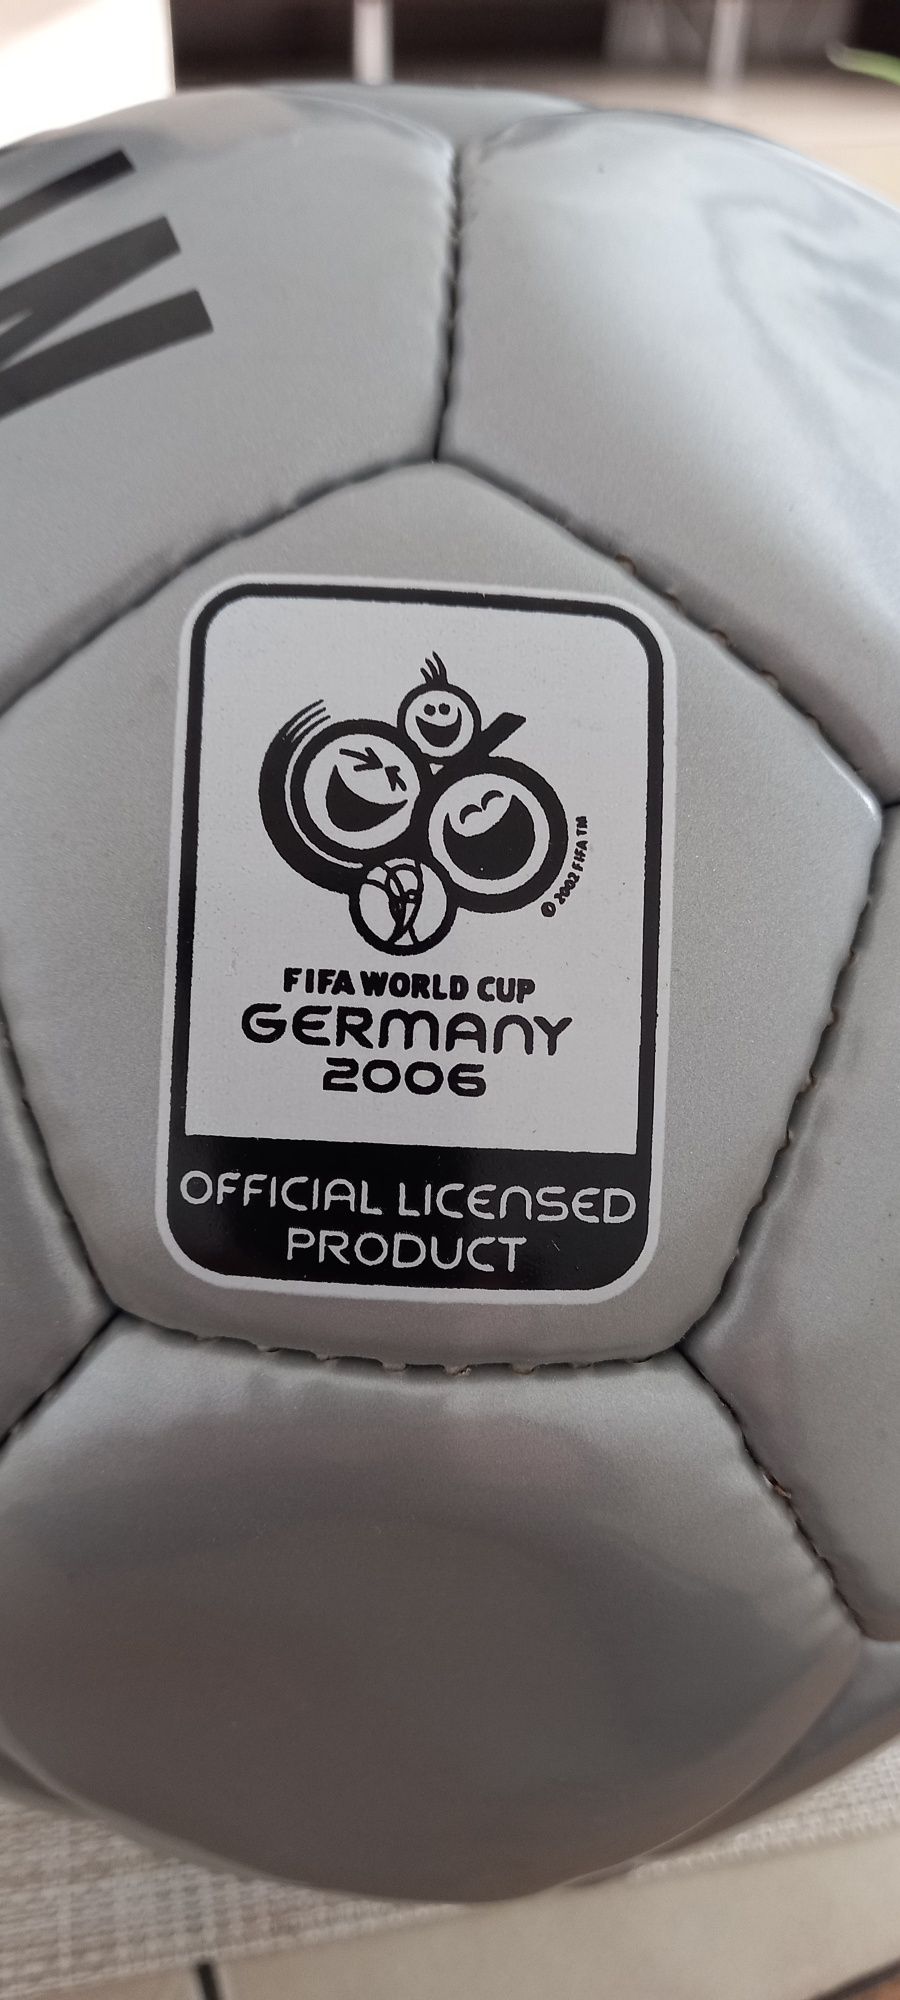 © 2002 FIFA TM
FIFA WORLD CUP
GERMANY
2006
OFFICIAL LICENSED
PRODUCT